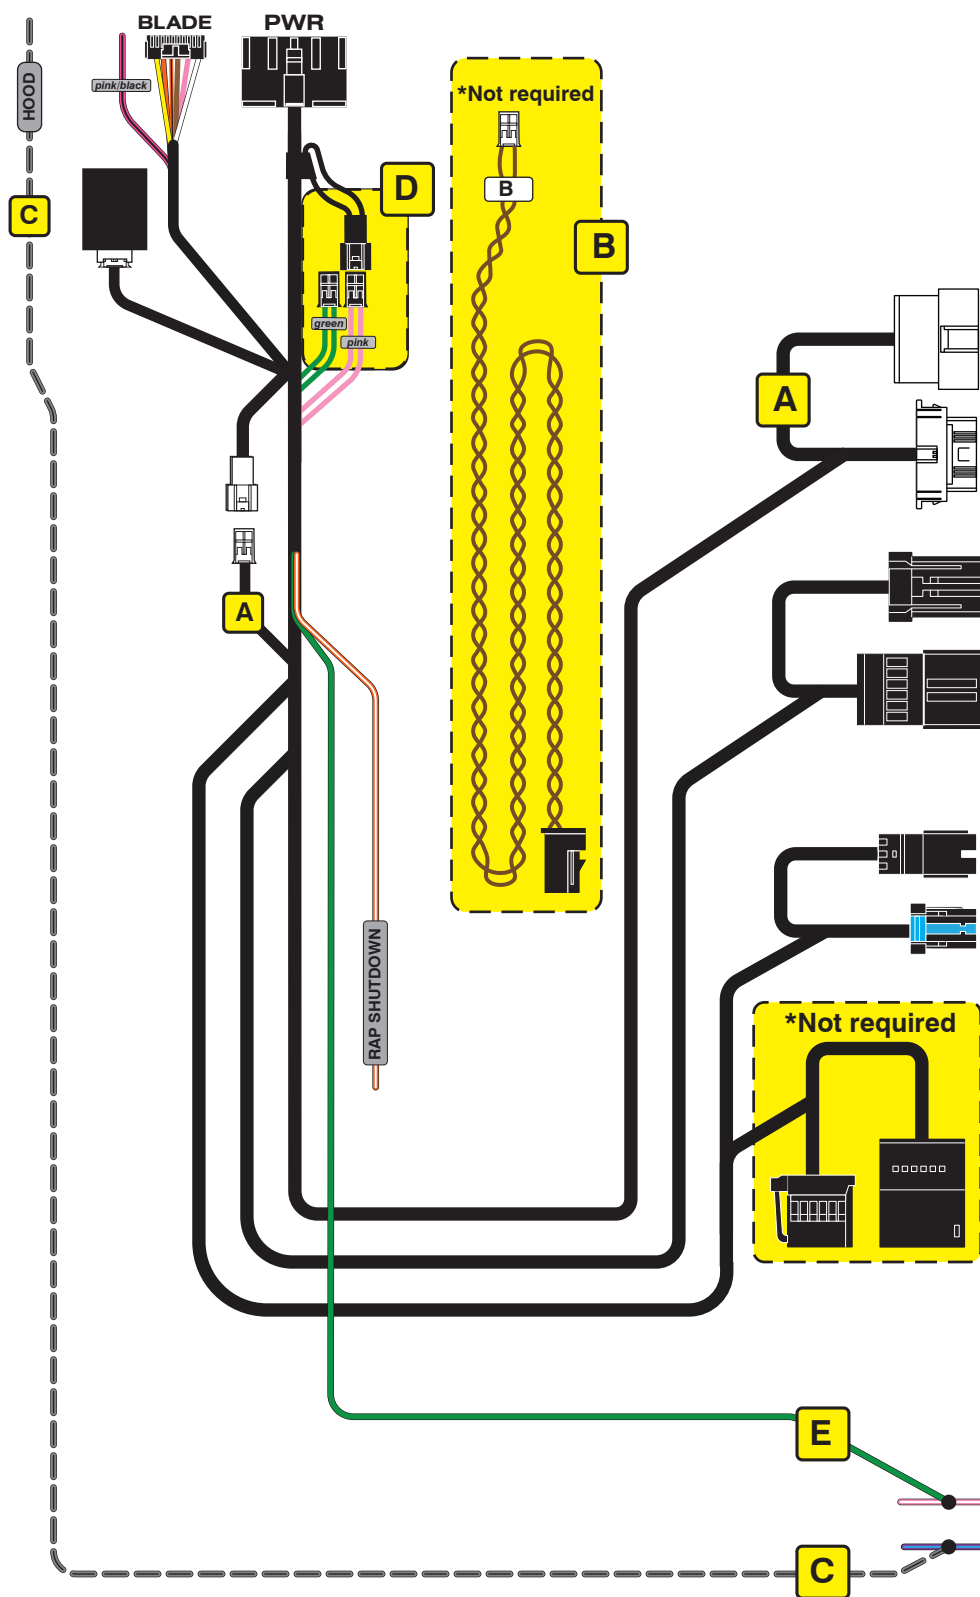 BLADE
PWR
HOOD
pink/black
*Not required
D
B
C
B
green
pink
A
A
RAP SHUTDOWN
*Not required
E
C